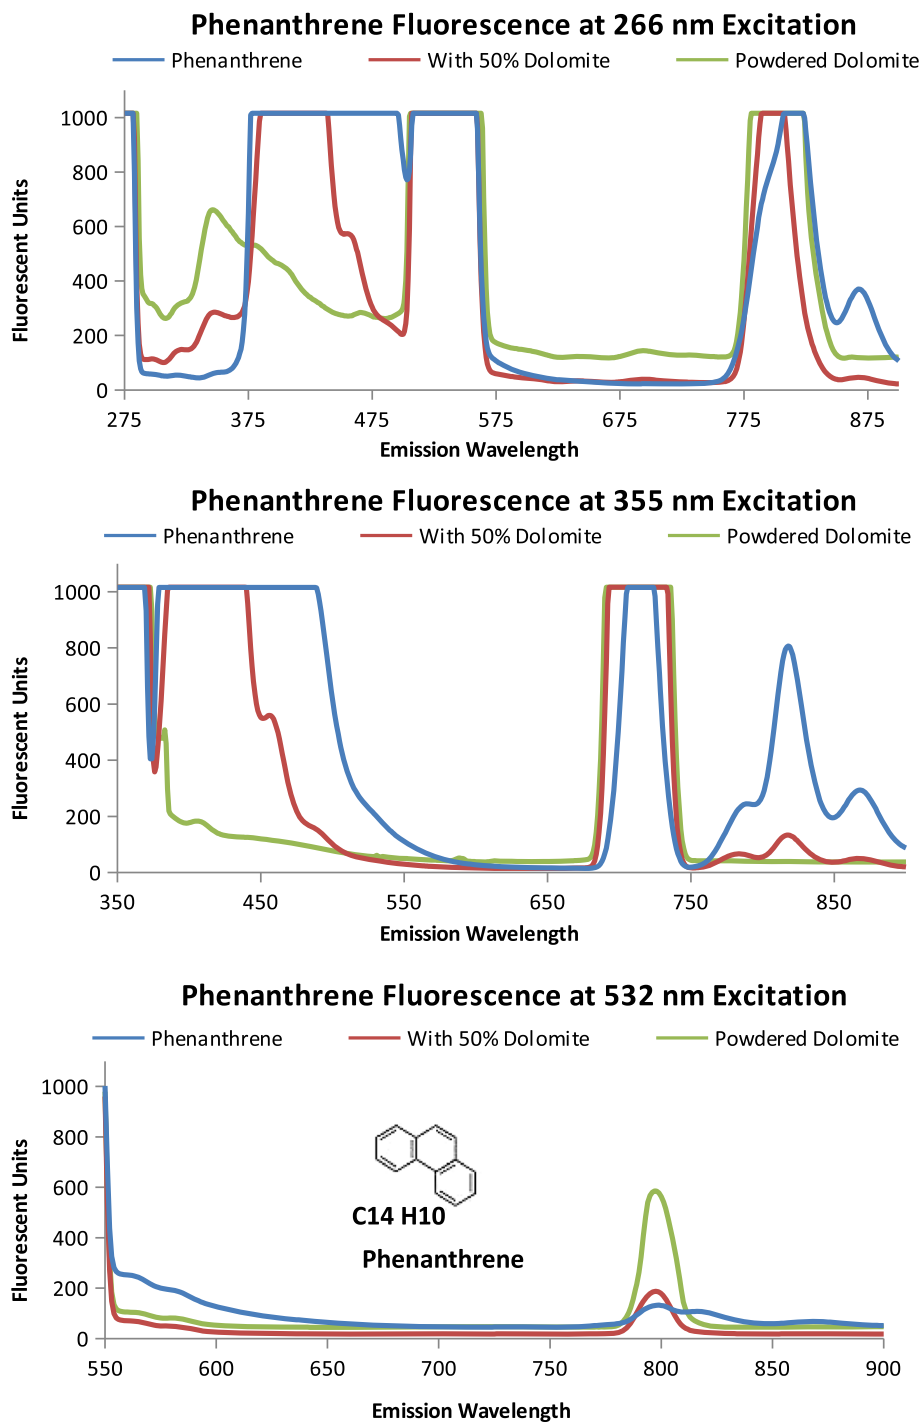 Phenanthrene Fluorescence at 266 nm Excitation
Phenanthrene With 50% Dolomite Powdered Dolomite
Fluorescent Units
1000
800
600
400
200
0
275 375 475 575 675 775 875
Emission Wavelength
Phenanthrene Fluorescence at 355 nm Excitation
Phenanthrene With 50% Dolomite Powdered Dolomite
Fluorescent Units
1000
800
600
400
200
0
350 450 550 650 750 850
Emission Wavelength
Phenanthrene Fluorescence at 532 nm Excitation
Phenanthrene With 50% Dolomite Powdered Dolomite
Fluorescent Units
1000
800
600
400
200
0
C14 H10
Phenanthrene
550 600 650 700 750 800 850 900
Emission Wavelength